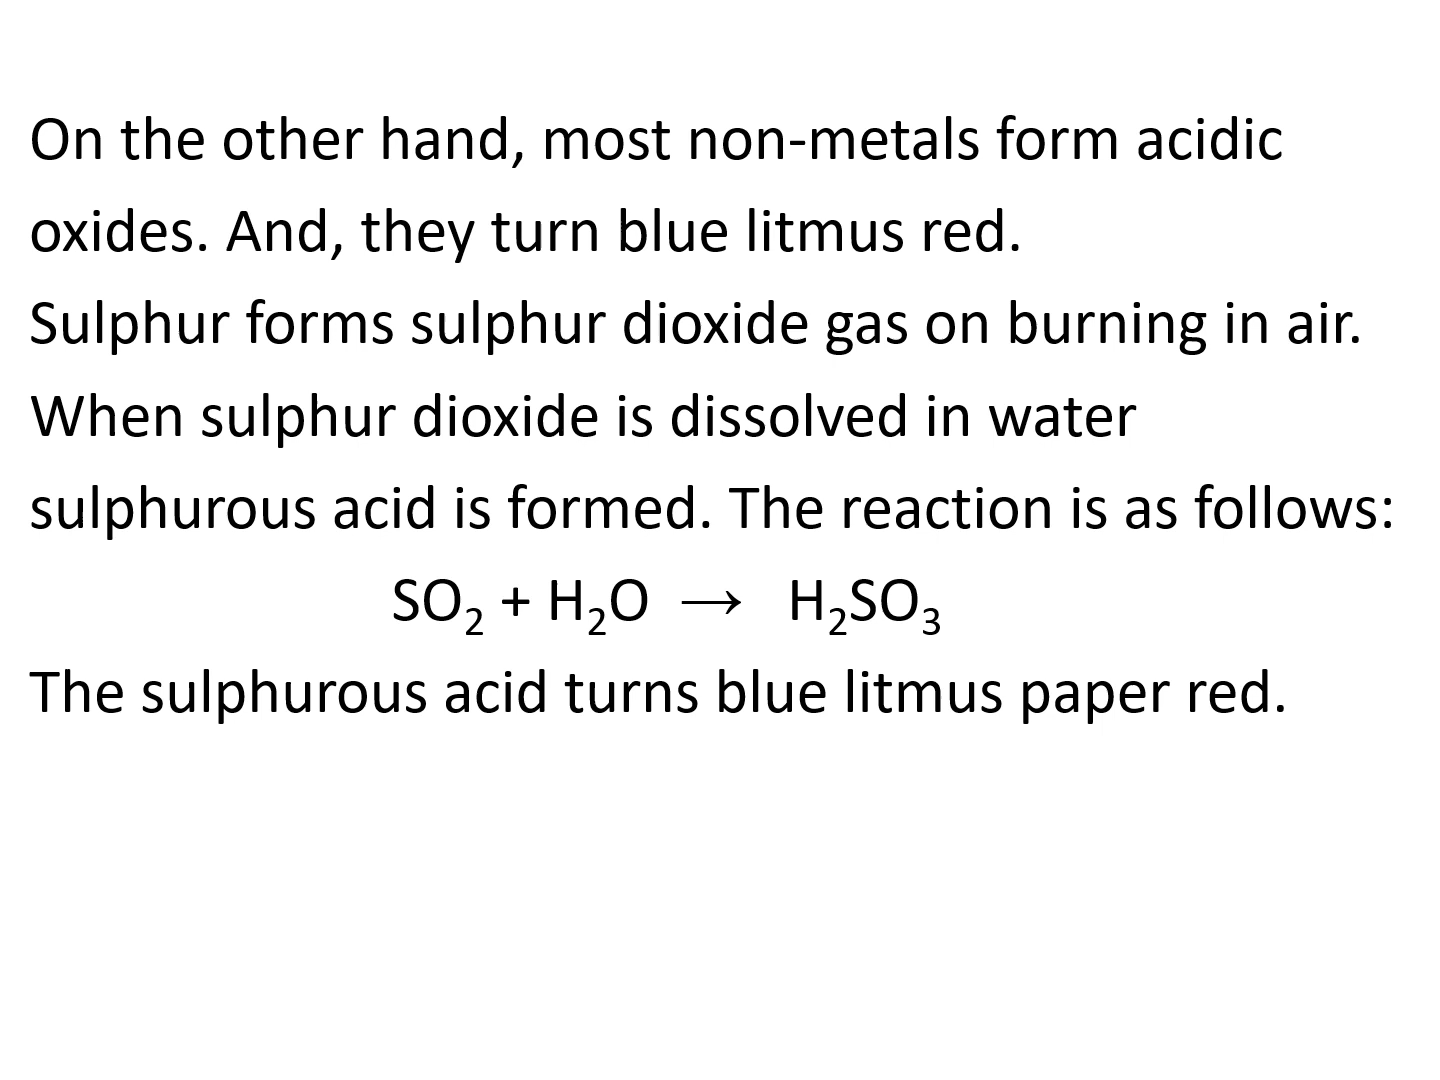 On the other hand, most non-metals form acidic
oxides. And, they turn blue litmus red.
Sulphur forms sulphur dioxide gas on burning in air.
When sulphur dioxide is dissolved in water
sulphurous acid is formed. The reaction is as follows:
SO₂ + H₂O → H₂SO₃
The sulphurous acid turns blue litmus paper red.